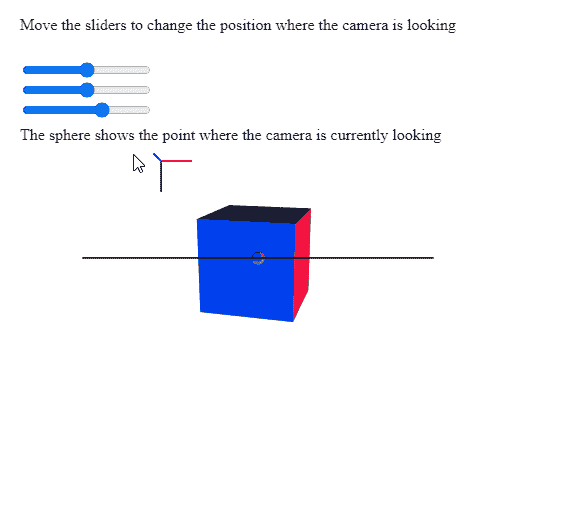 Move the sliders to change the position where the camera is looking
The sphere shows the point where the camera is currently looking